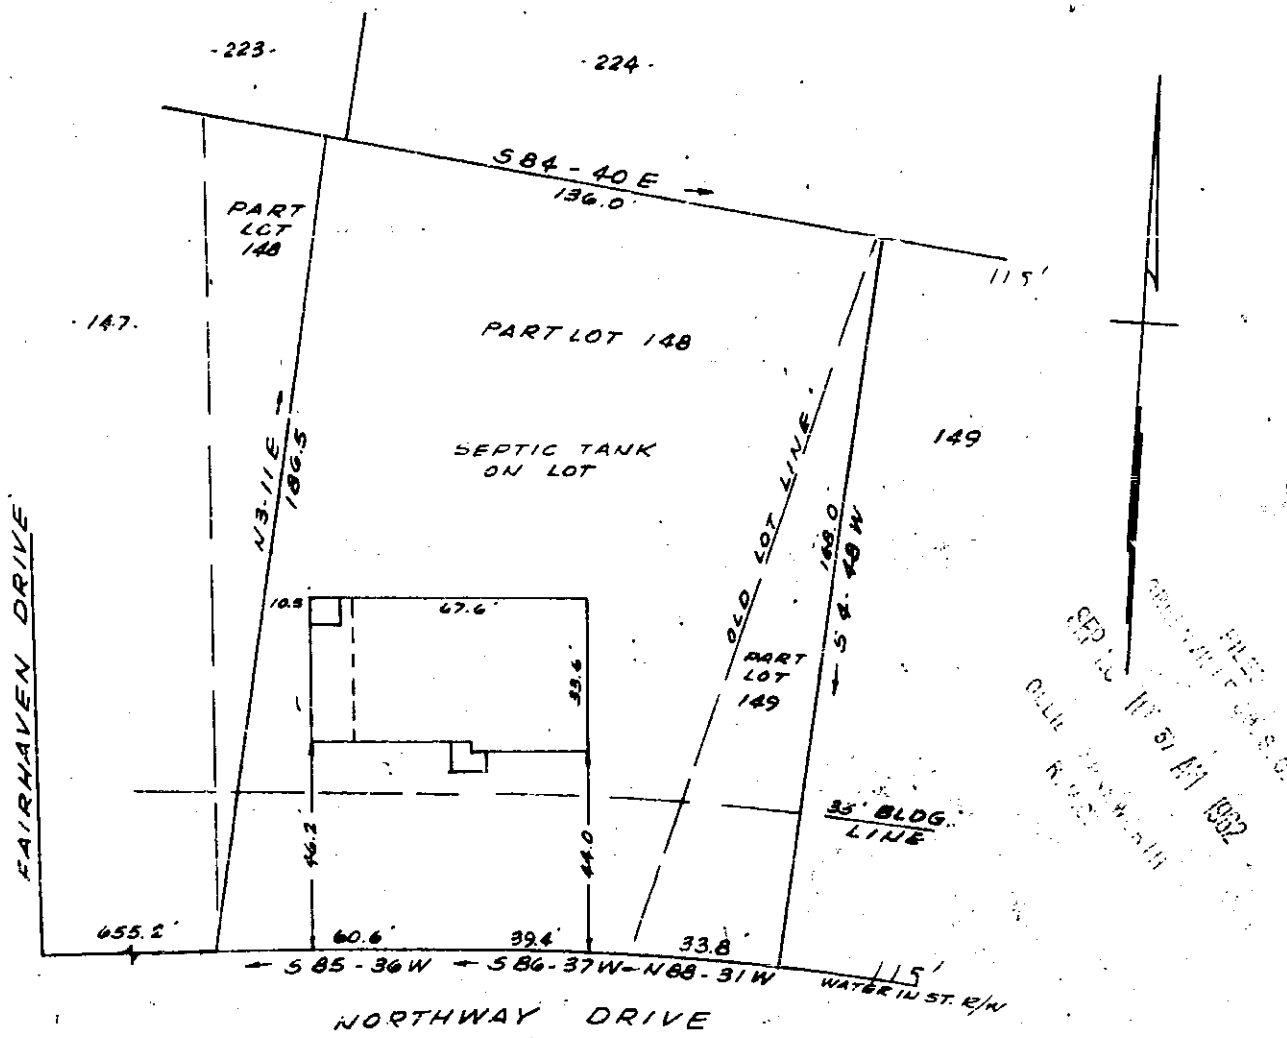 -223-
-224-
S 84 - 40 E
136.0'
PART
LOT
148
115'
-147-
PART LOT 148
149
N 3-11 E
186.5
SEPTIC TANK
ON LOT
OLD LOT LINE
168.0
S 4 - 48 W
FAIRHAVEN DRIVE
10.5
67.6'
33.6'
PART
LOT
149
35' BLDG.
LINE
46.2'
44.0
SEP
AM 1962
OLLIE
655.2'
60.6'
39.4'
33.8'
S 85-36 W
S 86-37 W
N 88-31 W
115'
WATER IN ST. R/W
NORTHWAY DRIVE